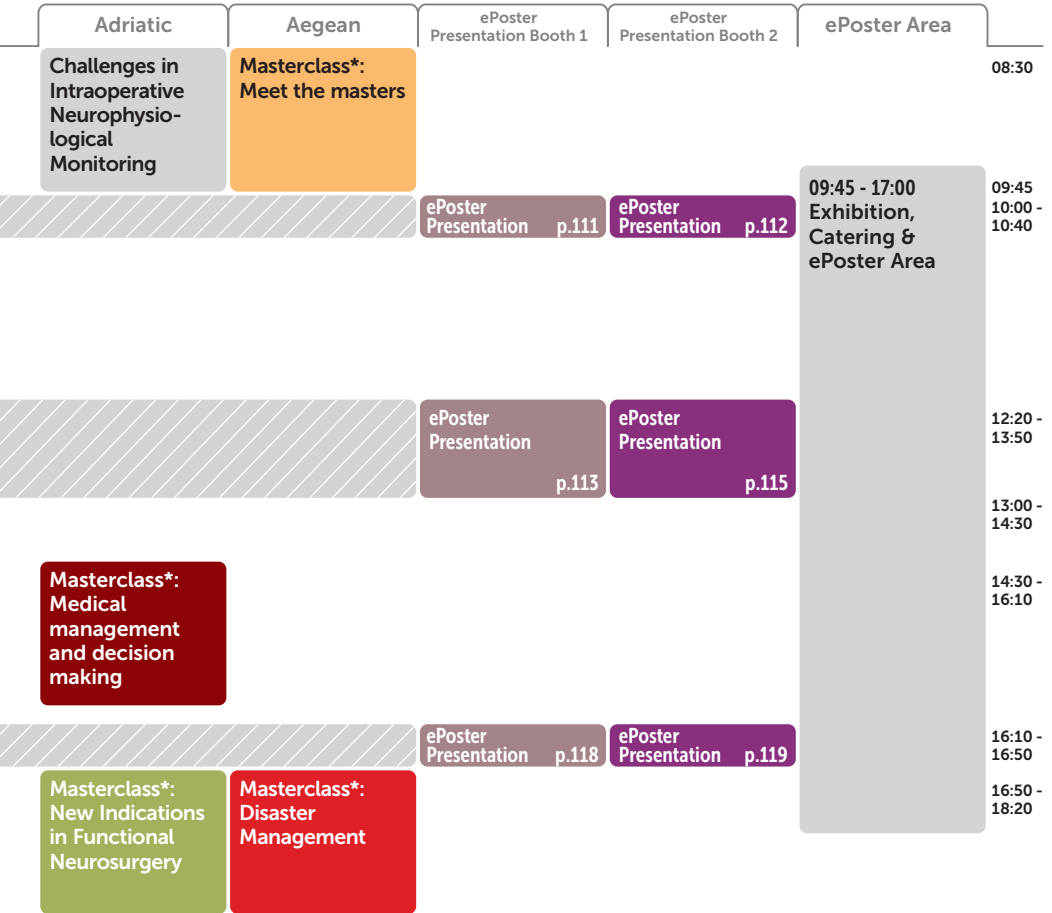 Adriatic
Aegean
ePoster
Presentation Booth 1
ePoster
Presentation Booth 2
ePoster Area
Challenges in
Intraoperative
Neurophysio-
logical
Monitoring
Masterclass*:
Meet the masters
08:30
09:45 - 17:00
Exhibition,
Catering &
ePoster Area
09:45
10:00 -
10:40
ePoster
Presentation p.111
ePoster
Presentation p.112
ePoster
Presentation
p.113
ePoster
Presentation
p.115
12:20 -
13:50
13:00 -
14:30
Masterclass*:
Medical
management
and decision
making
14:30 -
16:10
ePoster
Presentation p.118
ePoster
Presentation p.119
16:10 -
16:50
Masterclass*:
New Indications
in Functional
Neurosurgery
Masterclass*:
Disaster
Management
16:50 -
18:20